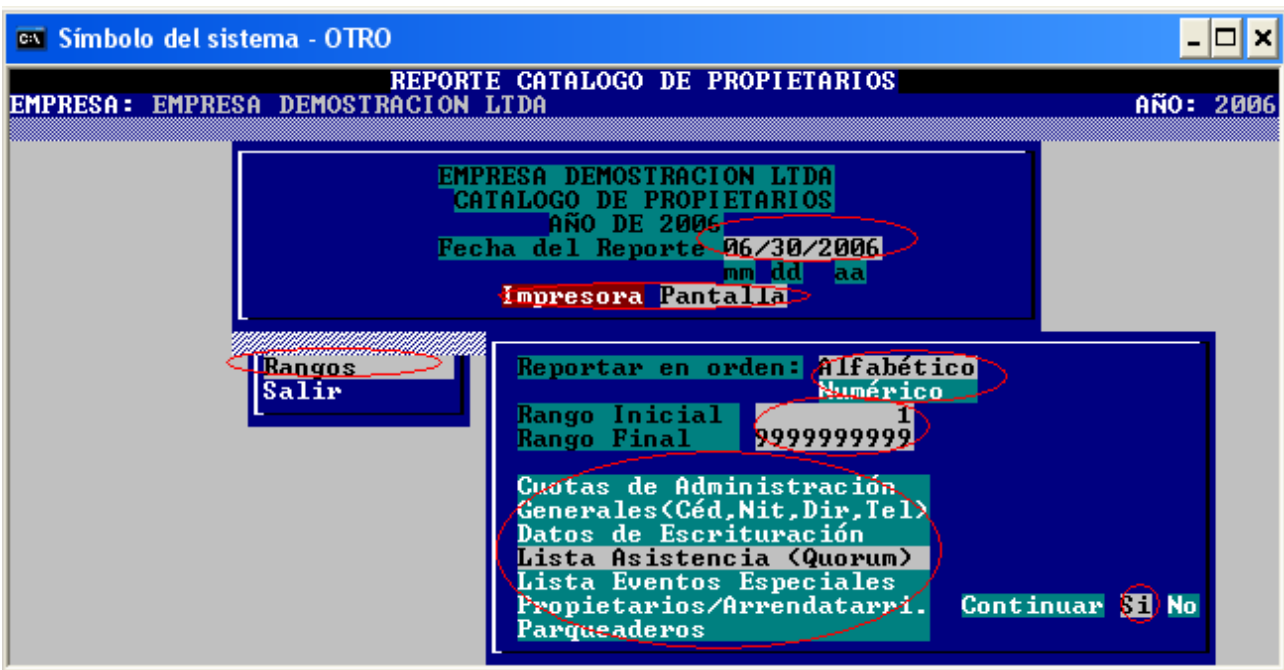 Símbolo del sistema - OTRO
REPORTE CATALOGO DE PROPIETARIOS
EMPRESA: EMPRESA DEMOSTRACION LTDA AÑO: 2006
EMPRESA DEMOSTRACION LTDA
CATALOGO DE PROPIETARIOS
AÑO DE 2006
Fecha del Reporte 06/30/2006
mm dd aa
Impresora Pantalla
Rangos
Salir
Reportar en orden: Alfabético
Numérico
Rango Inicial 1
Rango Final 9999999999
Cuotas de Administración
Generales(Céd,Nit,Dir,Tel)
Datos de Escrituración
Lista Asistencia (Quorum)
Lista Eventos Especiales
Propietarios/Arrendatarri. Continuar Si No
Parqueaderos